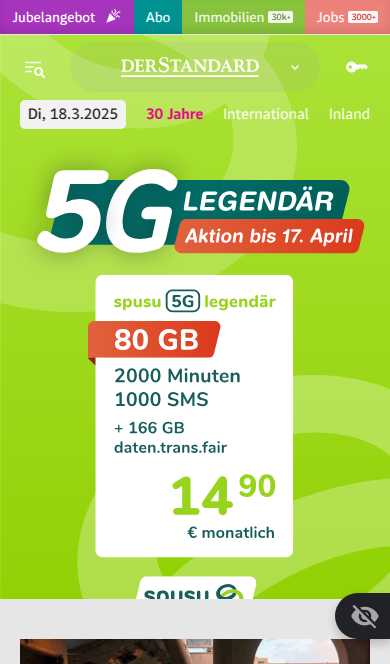 Jubelangebot Abo Immobilien 30k+ Jobs 3000+
DERSTANDARD
Di, 18.3.2025 30 Jahre International Inland
5G LEGENDÄR
Aktion bis 17. April
spusu 5G legendär
80 GB
2000 Minuten
1000 SMS
+ 166 GB
daten.trans.fair
14 90
€ monatlich
spusu